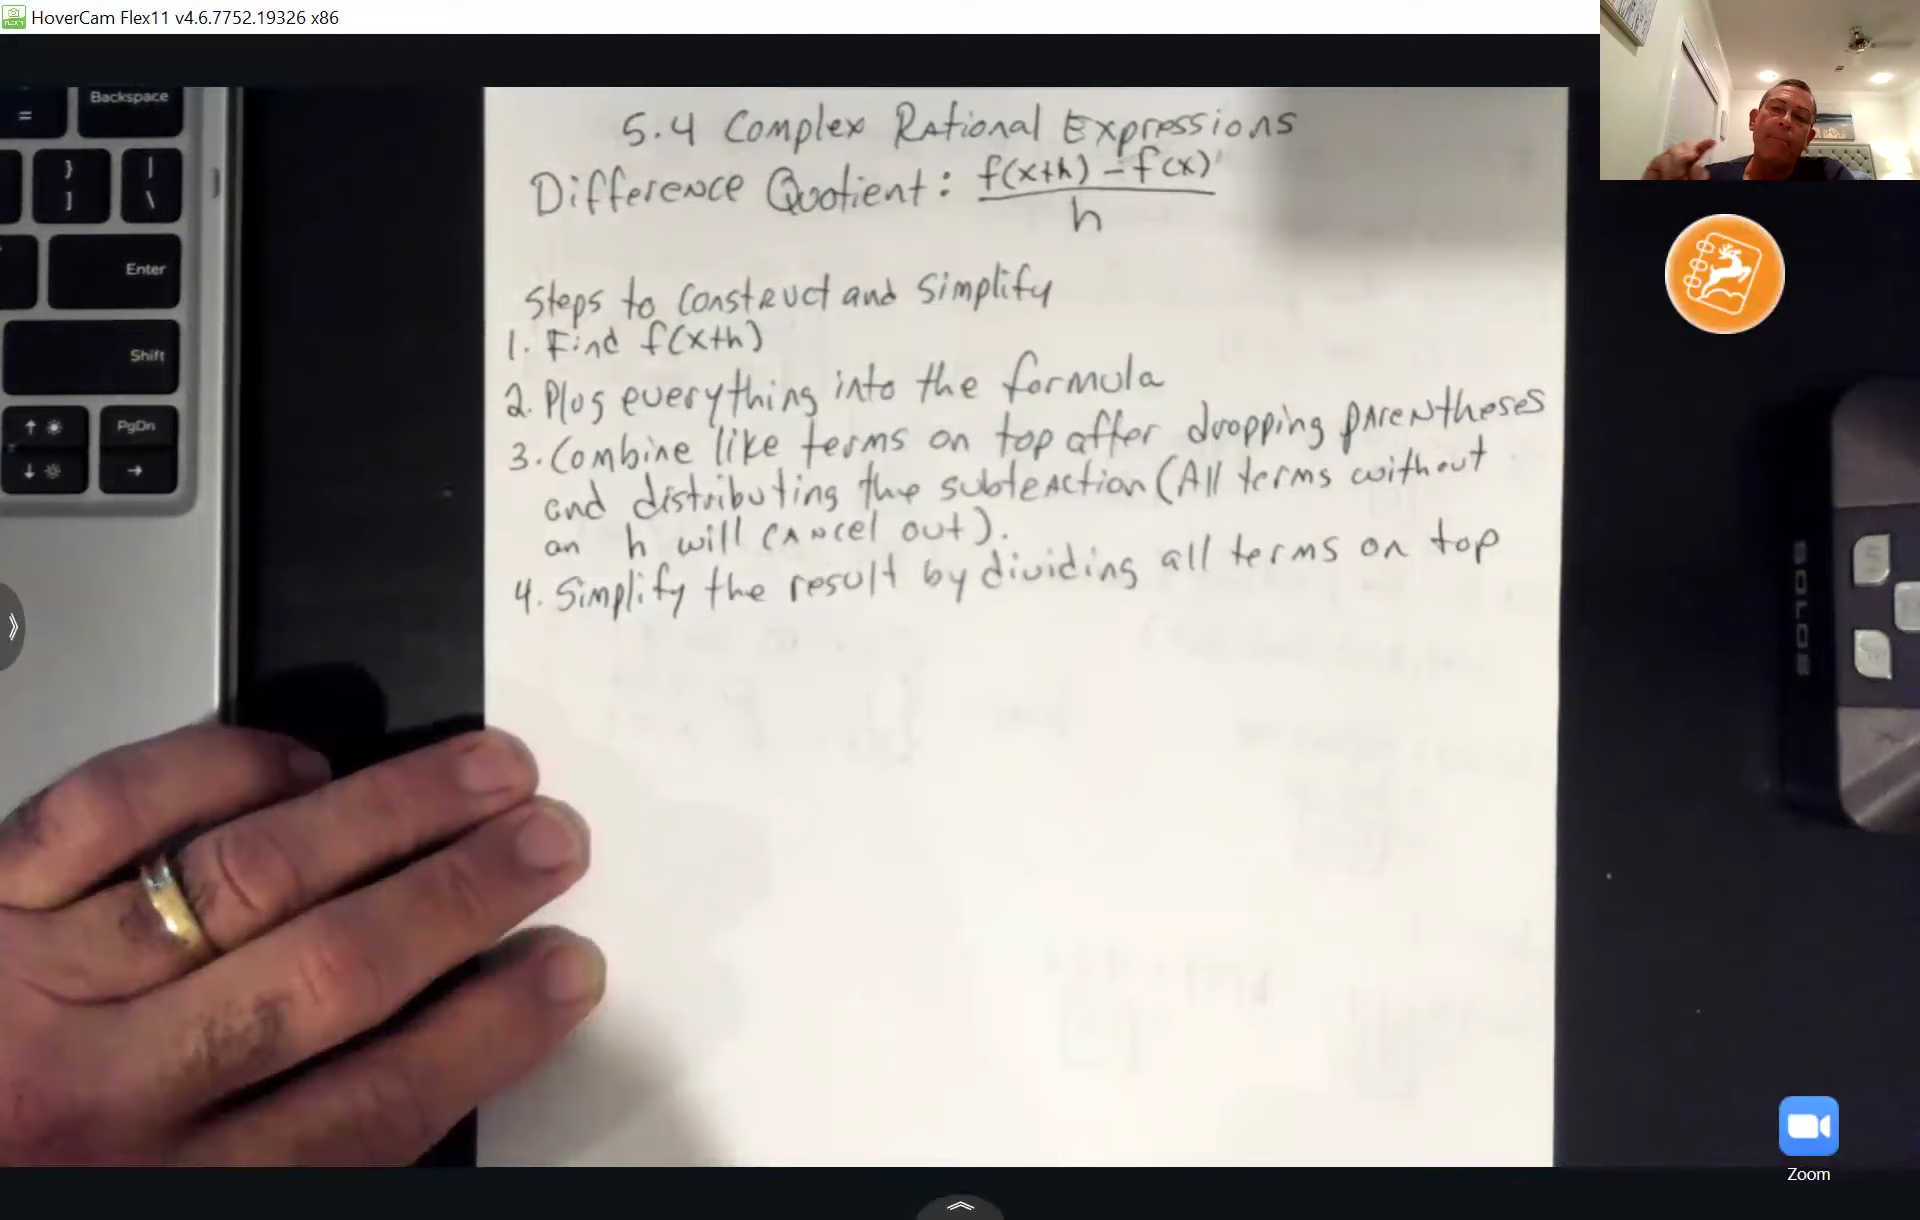 HoverCam Flex11 v4.6.7752.19326 x86
Backspace
=
}
]
|
\
Enter
Shift
↑
PgDn
↓
→
5.4 Complex Rational Expressions
Difference Quotient: f(x+h) - f(x)
h
Steps to Construct and Simplify
1. Find f(x+h)
2. Plug everything into the formula
3. Combine like terms on top after dropping parentheses
and distributing the subtraction (All terms without
an h will cancel out).
4. Simplify the result by dividing all terms on top
SOLOS
Zoom